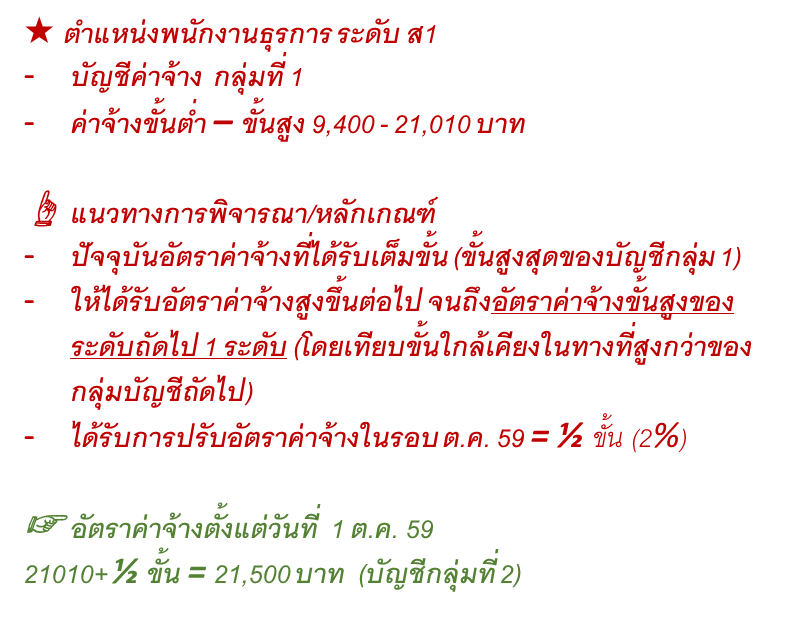 ★ ตำแหน่งพนักงานธุรการ ระดับ ส1
- บัญชีค่าจ้าง กลุ่มที่ 1
- ค่าจ้างขั้นต่ำ – ขั้นสูง 9,400 - 21,010 บาท
☝ แนวทางการพิจารณา/หลักเกณฑ์
- ปัจจุบันอัตราค่าจ้างที่ได้รับเต็มขั้น (ขั้นสูงสุดของบัญชีกลุ่ม 1)
- ให้ได้รับอัตราค่าจ้างสูงขึ้นต่อไป จนถึงอัตราค่าจ้างขั้นสูงของ
ระดับถัดไป 1 ระดับ (โดยเทียบขั้นใกล้เคียงในทางที่สูงกว่าของ
กลุ่มบัญชีถัดไป)
- ได้รับการปรับอัตราค่าจ้างในรอบ ต.ค. 59 = ½ ขั้น (2%)
☞ อัตราค่าจ้างตั้งแต่วันที่ 1 ต.ค. 59
21010+ ½ ขั้น = 21,500 บาท (บัญชีกลุ่มที่ 2)